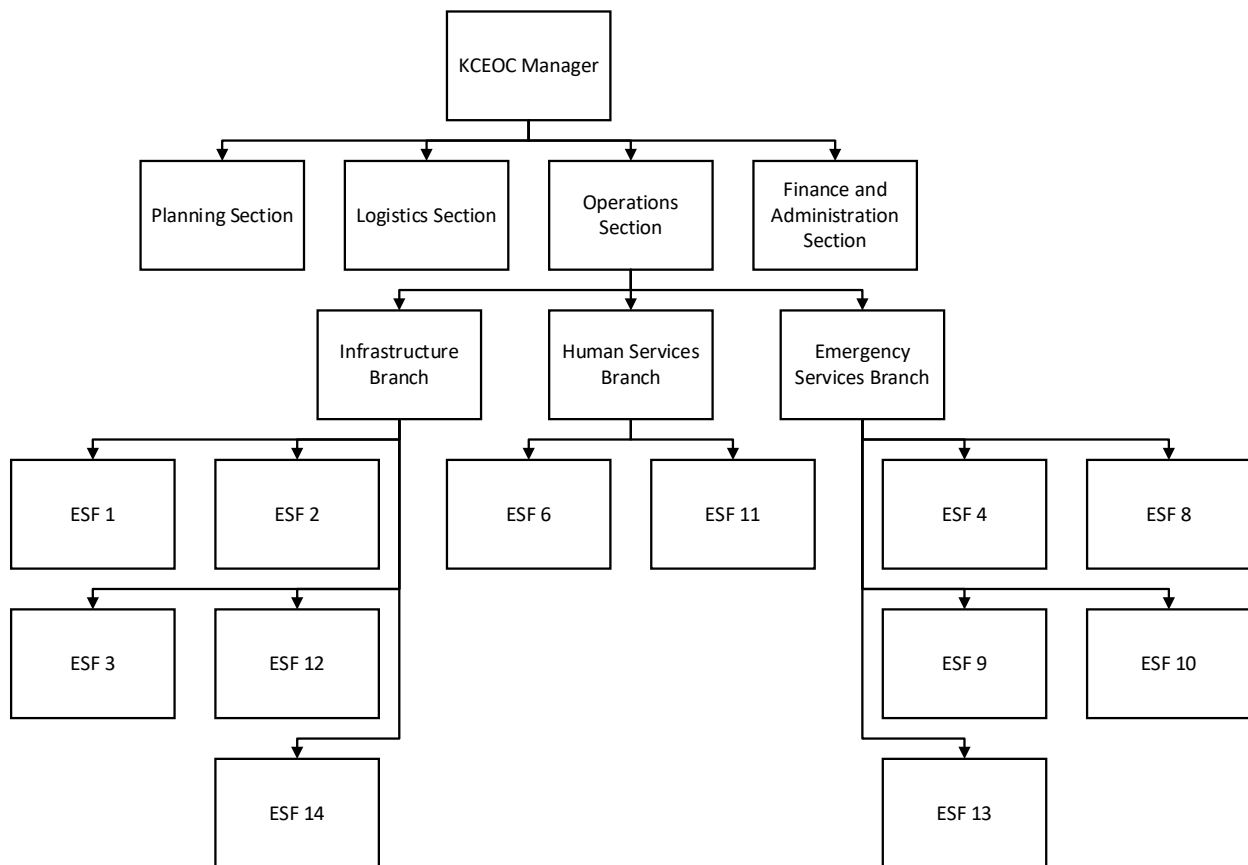 KCEOC Manager
Planning Section
Logistics Section
Operations
Section
Finance and
Administration
Section
Infrastructure
Branch
Human Services
Branch
Emergency
Services Branch
ESF 1
ESF 2
ESF 6
ESF 11
ESF 4
ESF 8
ESF 3
ESF 12
ESF 9
ESF 10
ESF 14
ESF 13